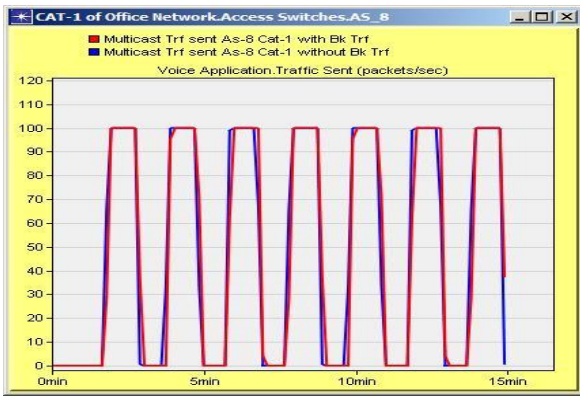 CAT-1 of Office Network.Access Switches.AS_8
Multicast Trf sent As-8 Cat-1 with Bk Trf
Multicast Trf sent As-8 Cat-1 without Bk Trf
Voice Application.Traffic Sent (packets/sec)
120
110
100
90
80
70
60
50
40
30
20
10
0
0min 5min 10min 15min